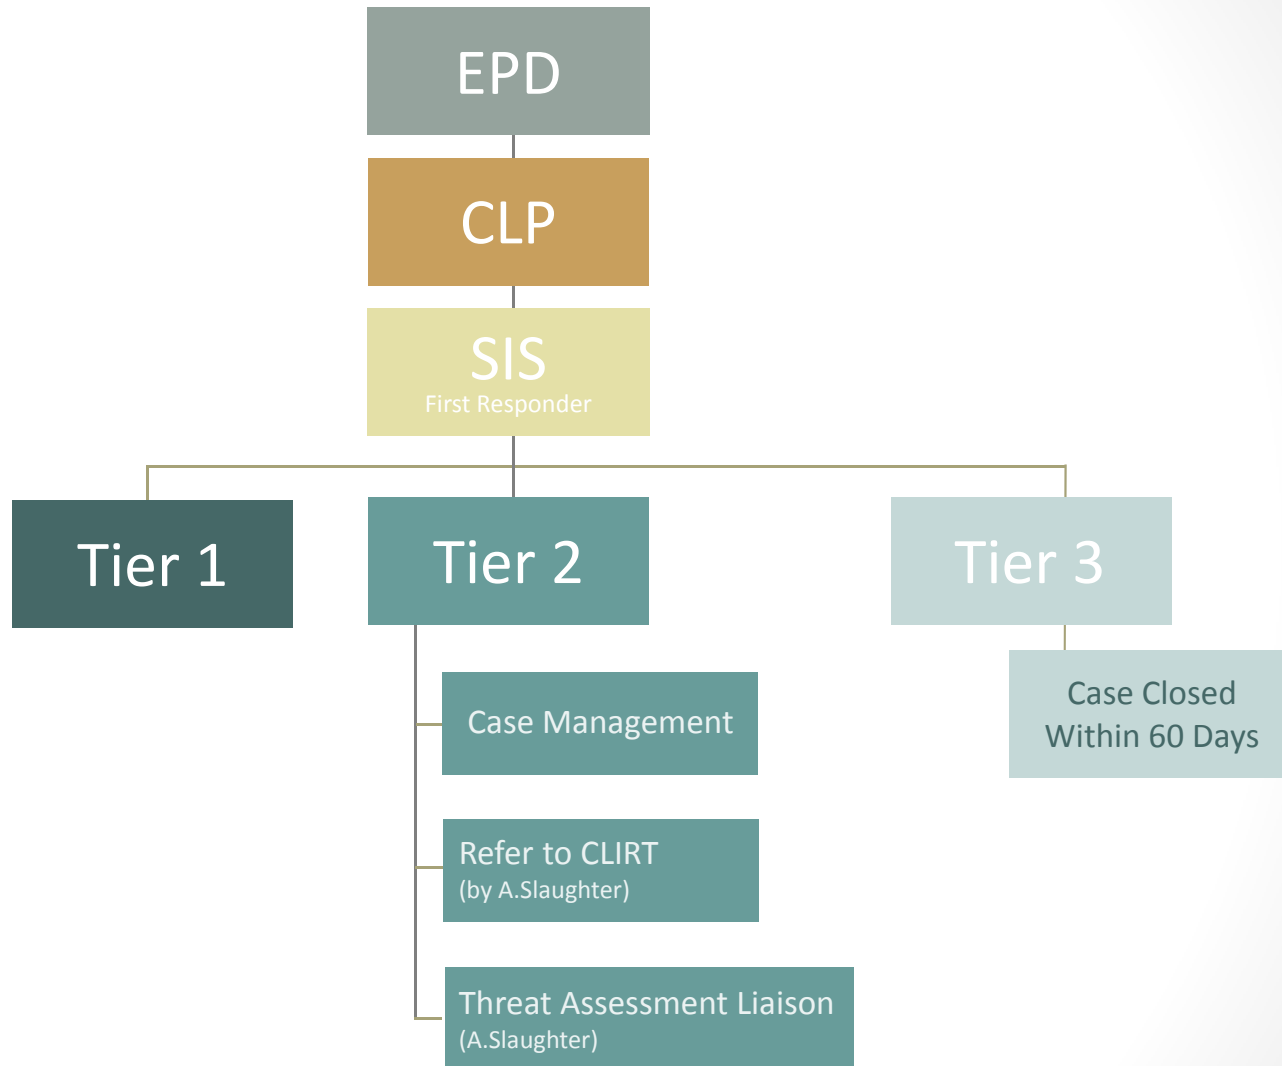 EPD
CLP
SIS
First Responder
Tier 1
Tier 2
Tier 3
Case Closed
Within 60 Days
Case Management
Refer to CLIRT
(by A.Slaughter)
Threat Assessment Liaison
(A.Slaughter)